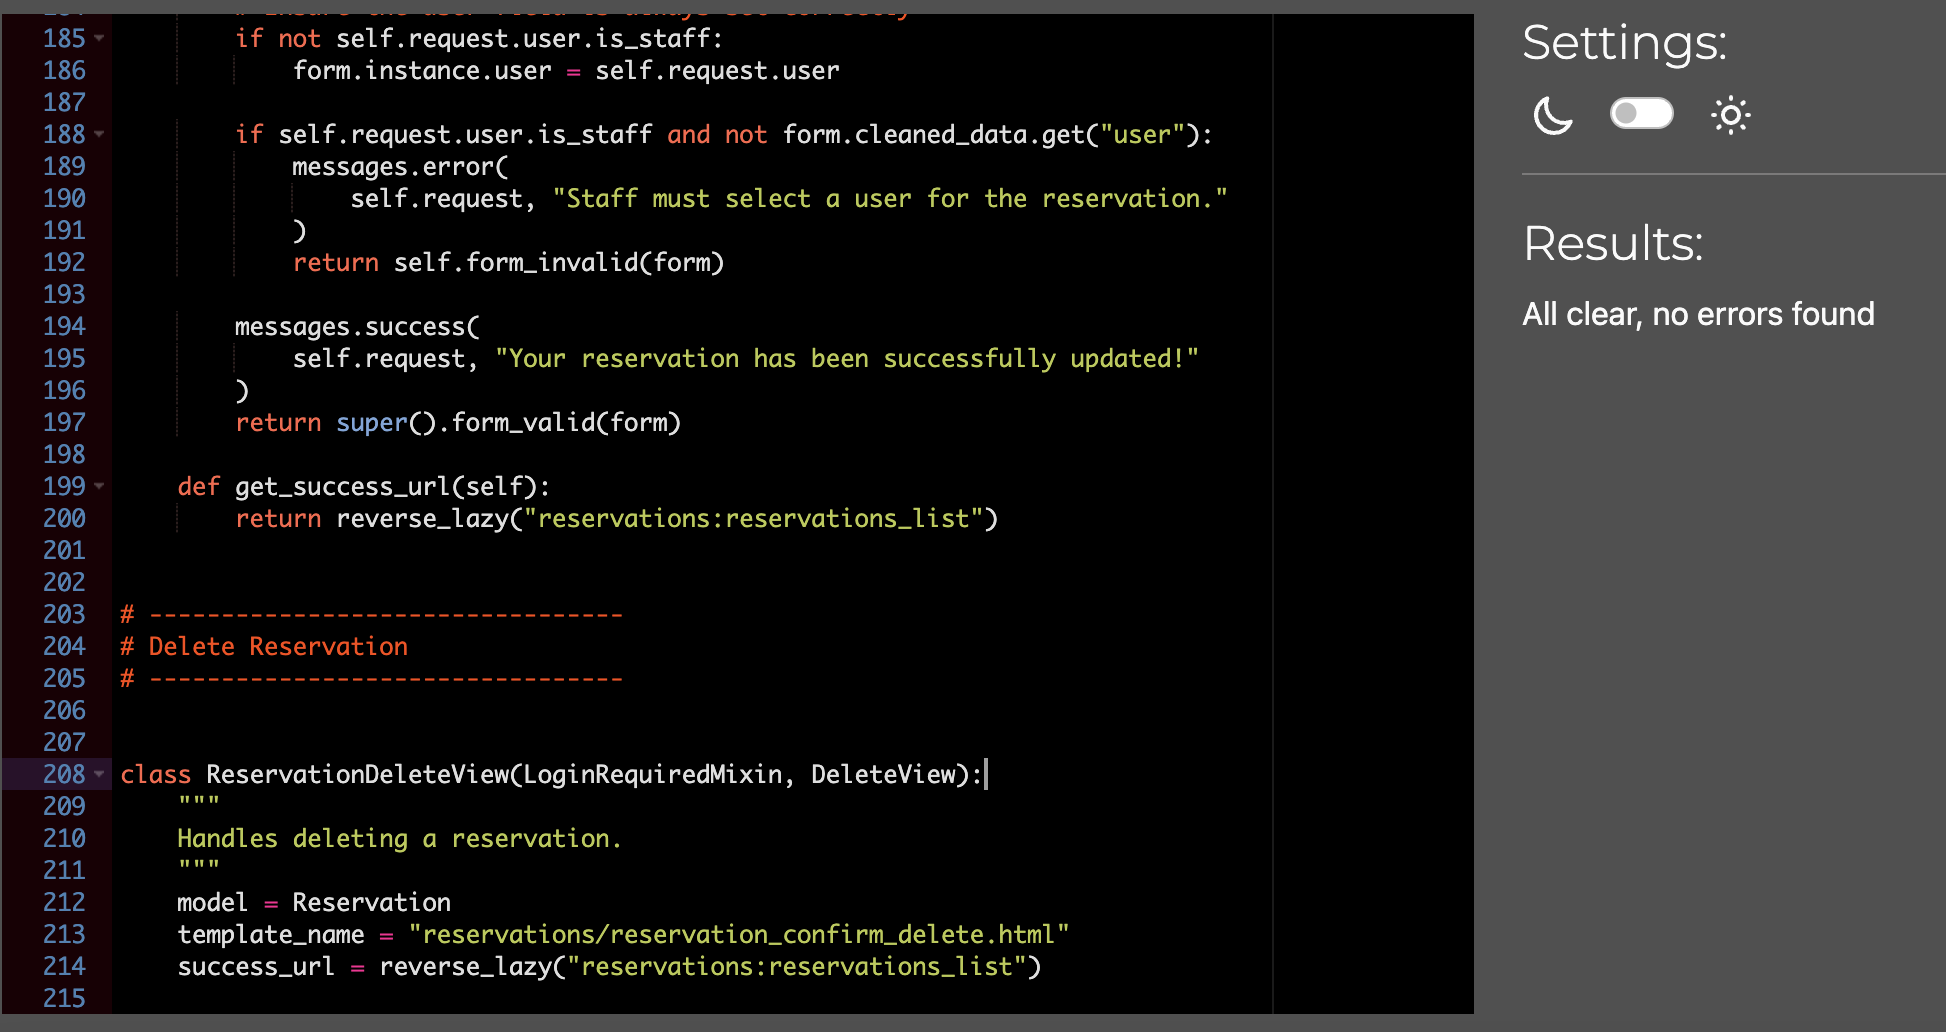 185 if not self.request.user.is_staff:
186 form.instance.user = self.request.user
187
188 if self.request.user.is_staff and not form.cleaned_data.get("user"):
189 messages.error(
190 self.request, "Staff must select a user for the reservation."
191 )
192 return self.form_invalid(form)
193
194 messages.success(
195 self.request, "Your reservation has been successfully updated!"
196 )
197 return super().form_valid(form)
198
199 def get_success_url(self):
200 return reverse_lazy("reservations:reservations_list")
201
202
203 # ---------------------------------
204 # Delete Reservation
205 # ---------------------------------
206
207
208 class ReservationDeleteView(LoginRequiredMixin, DeleteView):
209 """
210 Handles deleting a reservation.
211 """
212 model = Reservation
213 template_name = "reservations/reservation_confirm_delete.html"
214 success_url = reverse_lazy("reservations:reservations_list")
215
Settings:
Results:
All clear, no errors found